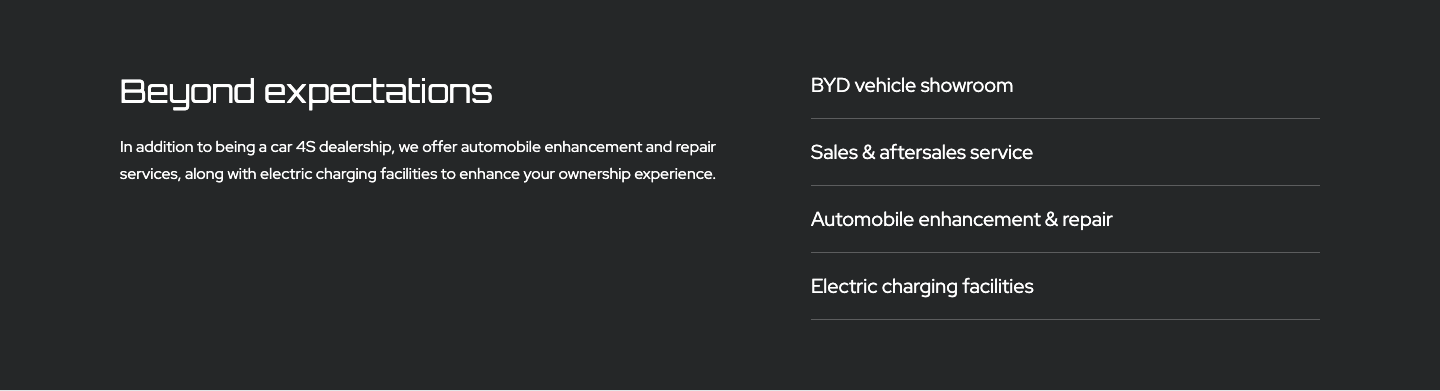 Beyond expectations
In addition to being a car 4S dealership, we offer automobile enhancement and repair
services, along with electric charging facilities to enhance your ownership experience.
BYD vehicle showroom
Sales & aftersales service
Automobile enhancement & repair
Electric charging facilities